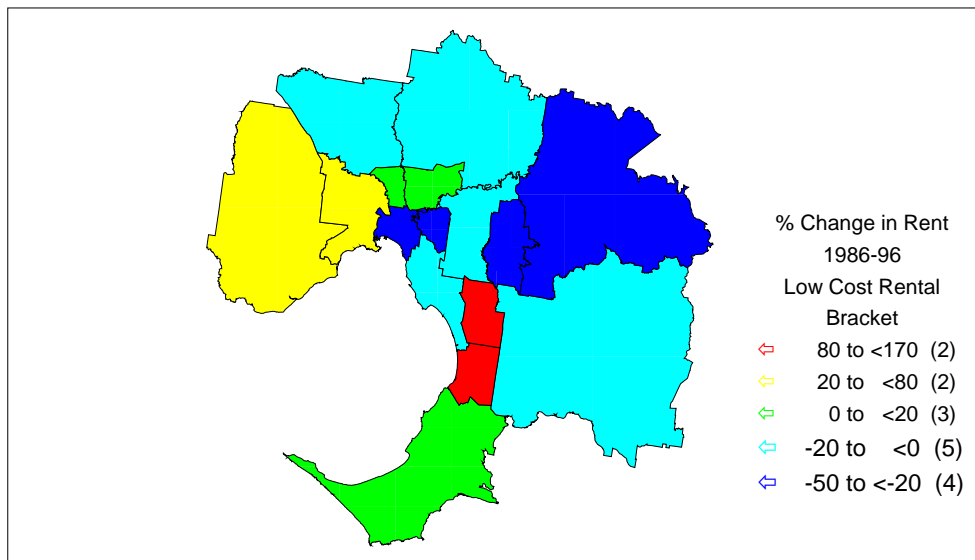 % Change in Rent
1986-96
Low Cost Rental
Bracket
80 to <170 (2)
20 to <80 (2)
0 to <20 (3)
-20 to <0 (5)
-50 to <-20 (4)